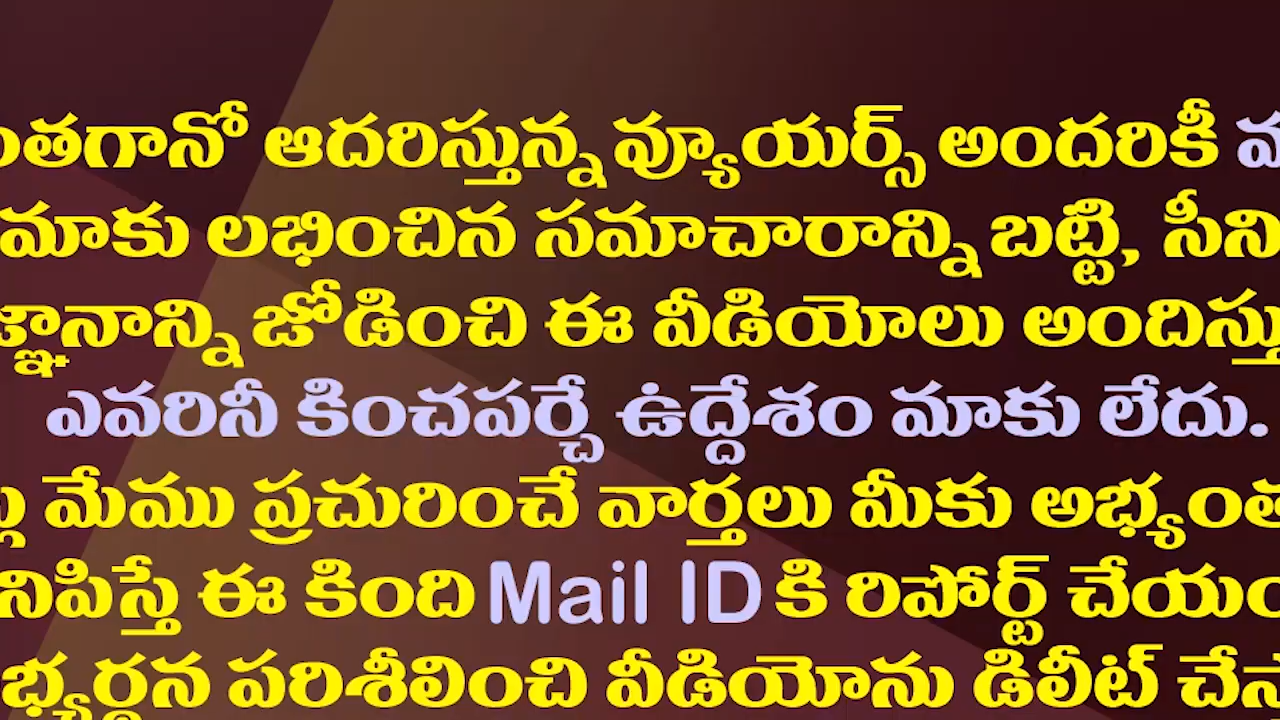 ంతగానో ఆదరిస్తున్న వ్యూయర్స్ అందరికీ
మాకు లభించిన సమాచారాన్ని బట్టి, సీని
జ్ఞానాన్ని జోడించి ఈ వీడియోలు అందిస్తు
ఎవరినీ కించపర్చే ఉద్దేశం మాకు లేదు.
మేము ప్రచురించే వార్తలు మీకు అభ్యంత
నిపిస్తే ఈ కింది Mail ID కి రిపోర్ట్ చేయం
భ్యర్థన పరిశీలించి వీడియోను డిలీట్ చేస